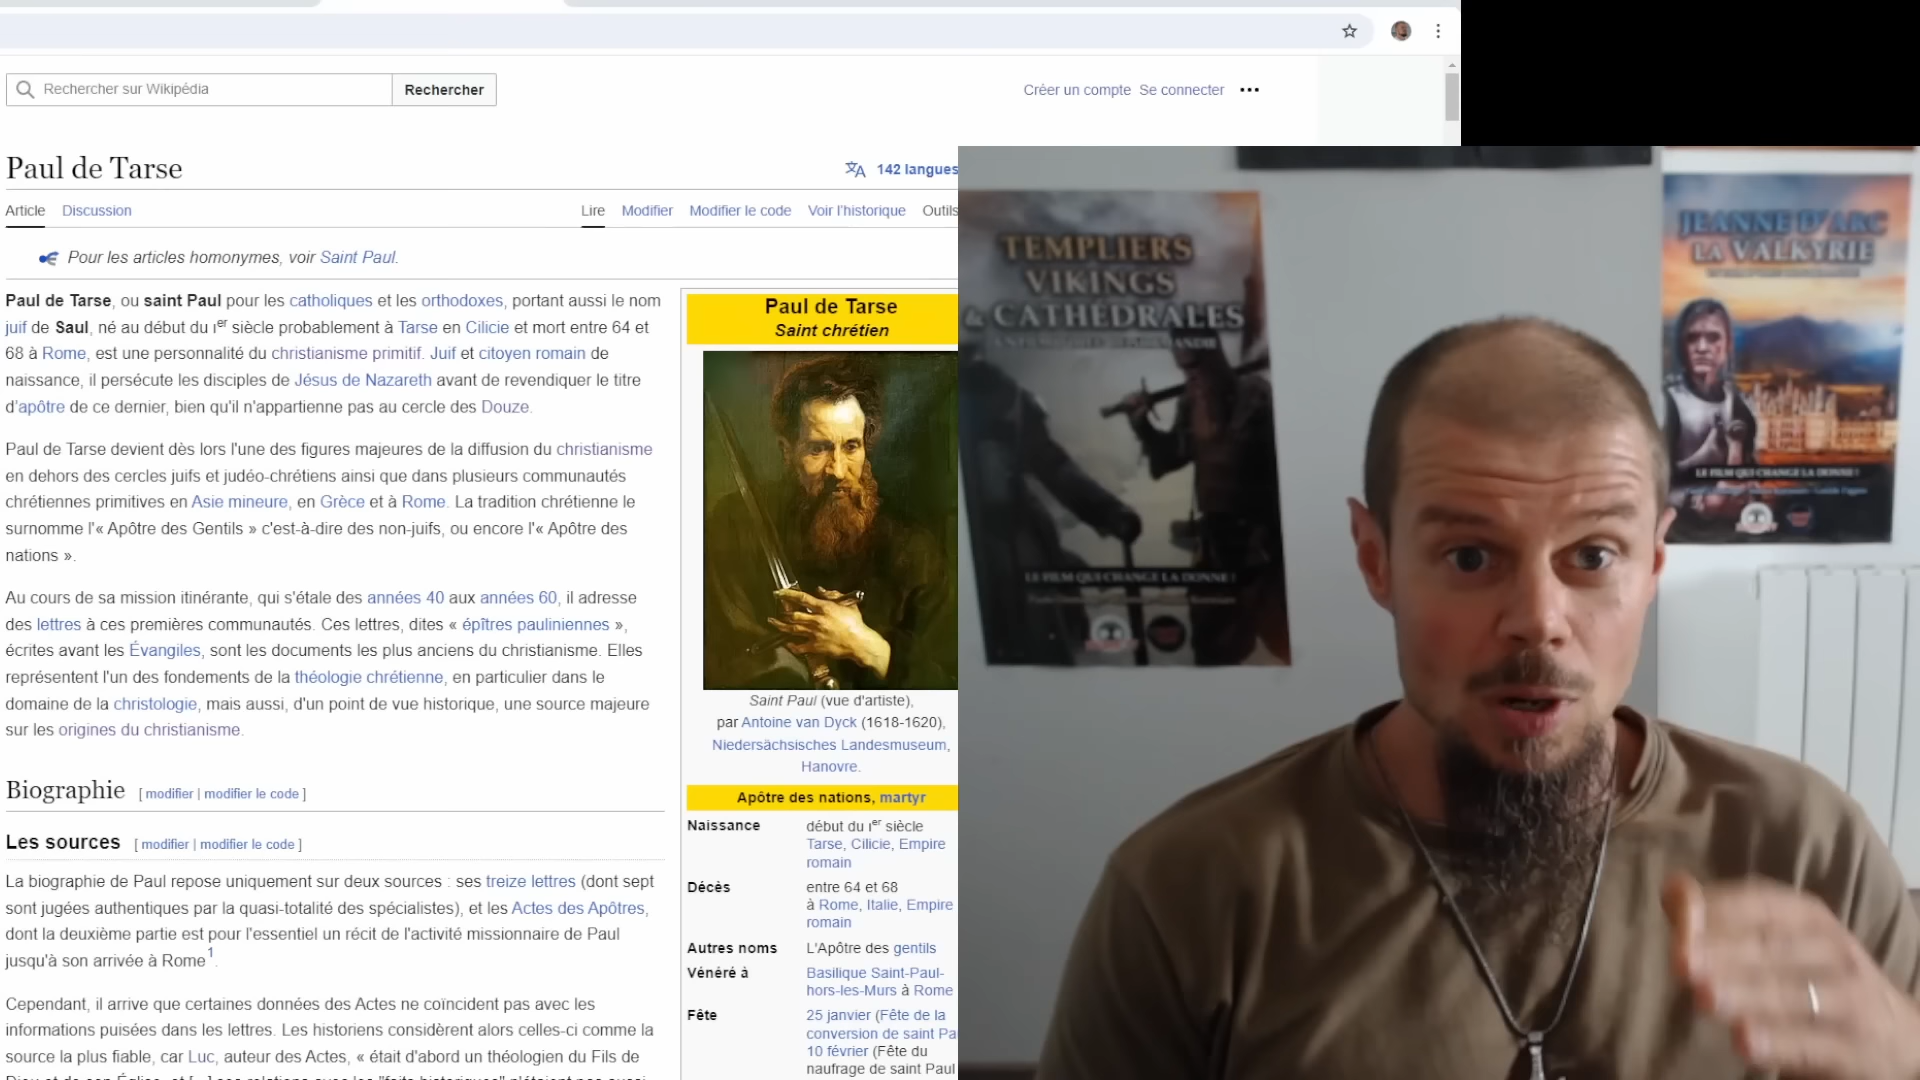 Rechercher sur Wikipédia
Rechercher
Créer un compte Se connecter
Paul de Tarse
142 langues
Article Discussion
Lire Modifier Modifier le code Voir l'historique Outils
Pour les articles homonymes, voir Saint Paul.
Paul de Tarse, ou saint Paul pour les catholiques et les orthodoxes, portant aussi le nom
juif de Saul, né au début du Ier siècle probablement à Tarse en Cilicie et mort entre 64 et
68 à Rome, est une personnalité du christianisme primitif. Juif et citoyen romain de
naissance, il persécute les disciples de Jésus de Nazareth avant de revendiquer le titre
d'apôtre de ce dernier, bien qu'il n'appartienne pas au cercle des Douze.
Paul de Tarse devient dès lors l'une des figures majeures de la diffusion du christianisme
en dehors des cercles juifs et judéo-chrétiens ainsi que dans plusieurs communautés
chrétiennes primitives en Asie mineure, en Grèce et à Rome. La tradition chrétienne le
surnomme l'« Apôtre des Gentils » c'est-à-dire des non-juifs, ou encore l'« Apôtre des
nations ».
Au cours de sa mission itinérante, qui s'étale des années 40 aux années 60, il adresse
des lettres à ces premières communautés. Ces lettres, dites « épîtres pauliniennes »,
écrites avant les Évangiles, sont les documents les plus anciens du christianisme. Elles
représentent l'un des fondements de la théologie chrétienne, en particulier dans le
domaine de la christologie, mais aussi, d'un point de vue historique, une source majeure
sur les origines du christianisme.
Biographie [ modifier | modifier le code ]
Les sources [ modifier | modifier le code ]
La biographie de Paul repose uniquement sur deux sources : ses treize lettres (dont sept
sont jugées authentiques par la quasi-totalité des spécialistes), et les Actes des Apôtres,
dont la deuxième partie est pour l'essentiel un récit de l'activité missionnaire de Paul
jusqu'à son arrivée à Rome1.
Cependant, il arrive que certaines données des Actes ne coïncident pas avec les
informations puisées dans les lettres. Les historiens considèrent alors celles-ci comme la
source la plus fiable, car Luc, auteur des Actes, « était d'abord un théologien du Fils de
Paul de Tarse
Saint chrétien
Saint Paul (vue d'artiste),
par Antoine van Dyck (1618-1620),
Niedersächsisches Landesmuseum,
Hanovre.
Apôtre des nations, martyr
Naissance début du Ier siècle
Tarse, Cilicie, Empire
romain
Décès entre 64 et 68
à Rome, Italie, Empire
romain
Autres noms L'Apôtre des gentils
Vénéré à Basilique Saint-Paul-
hors-les-Murs à Rome
Fête 25 janvier (Fête de la
conversion de saint Pa
10 février (Fête du
naufrage de saint Paul
TEMPLIERS
VIKINGS
& CATHÉDRALES
LE FILM QUI CHANGE LA DONNE !
JEANNE D'ARC
LA VALKYRIE
LE FILM QUI CHANGE LA DONNE !